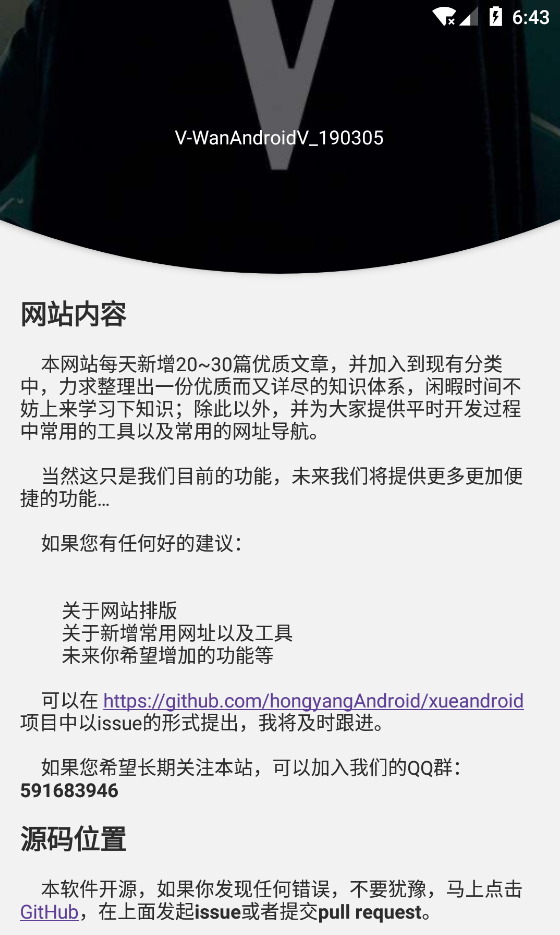 6:43
V
V-WanAndroidV_190305
网站内容
本网站每天新增20~30篇优质文章，并加入到现有分类
中，力求整理出一份优质而又详尽的知识体系，闲暇时间不
妨上来学习下知识；除此以外，并为大家提供平时开发过程
中常用的工具以及常用的网址导航。
当然这只是我们目前的功能，未来我们将提供更多更加便
捷的功能…
如果您有任何好的建议：
关于网站排版
关于新增常用网址以及工具
未来你希望增加的功能等
可以在 https://github.com/hongyangAndroid/xueandroid
项目中以issue的形式提出，我将及时跟进。
如果您希望长期关注本站，可以加入我们的QQ群：
591683946
源码位置
本软件开源，如果你发现任何错误，不要犹豫，马上点击
GitHub，在上面发起issue或者提交pull request。